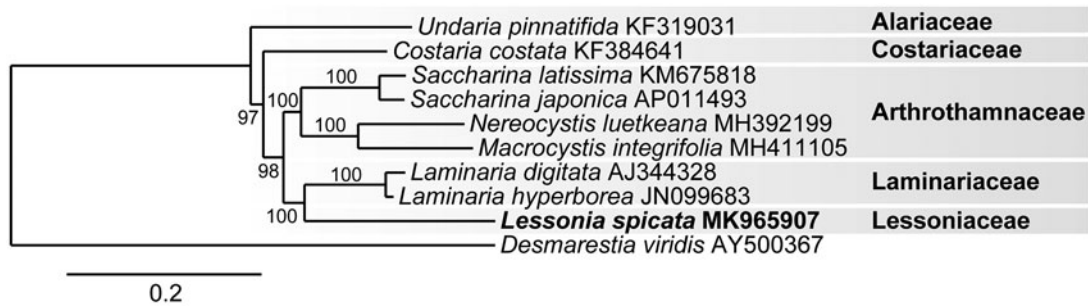 Undaria pinnatifida KF319031 Alariaceae
Costaria costata KF384641 Costariaceae
100 Saccharina latissima KM675818
100 Saccharina japonica AP011493 Arthrothamnaceae
97
100 Nereocystis luetkeana MH392199
Macrocystis integrifolia MH411105
98
100 Laminaria digitata AJ344328 Laminariaceae
Laminaria hyperborea JN099683
100 Lessonia spicata MK965907 Lessoniaceae
Desmarestia viridis AY500367
0.2